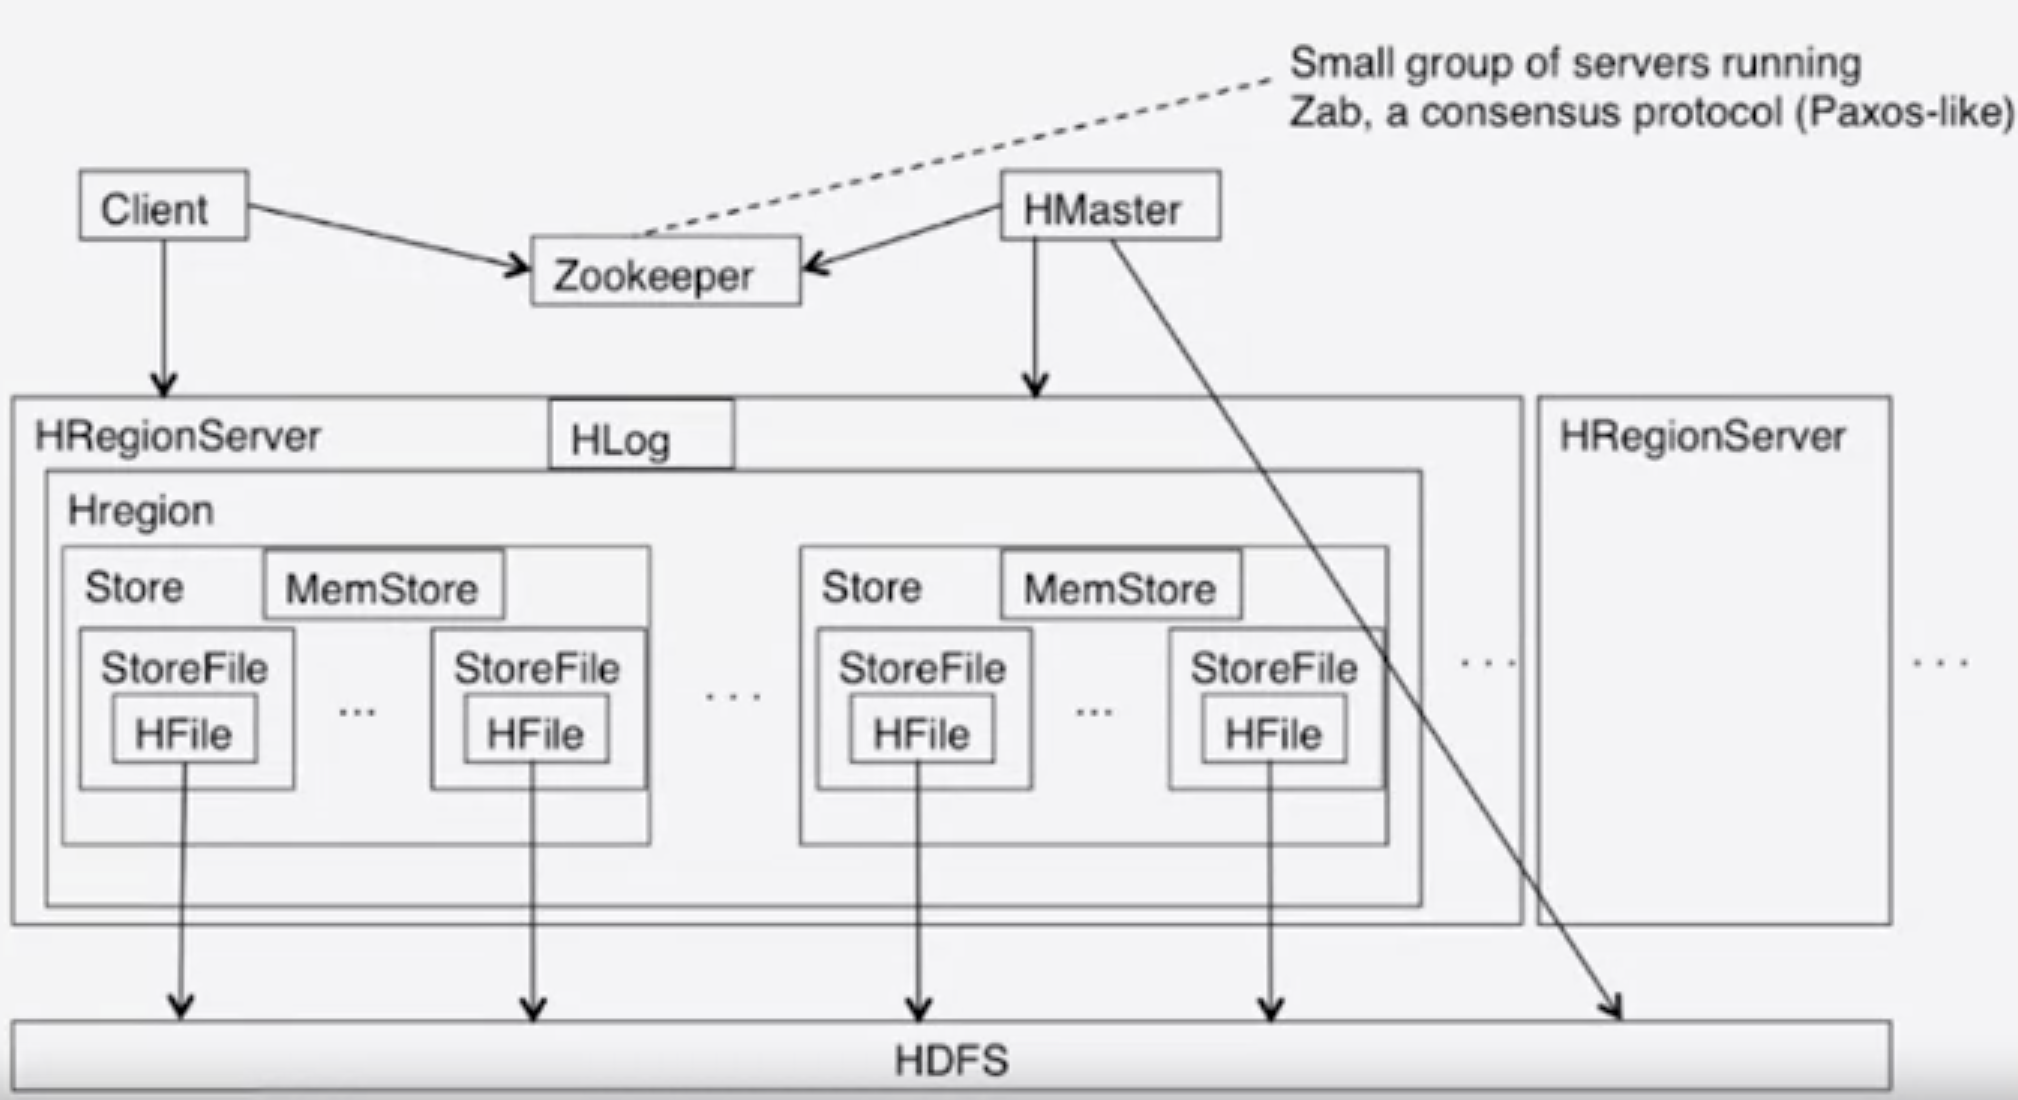 Small group of servers running
Zab, a consensus protocol (Paxos-like)
Client
HMaster
Zookeeper
HRegionServer
HLog
HRegionServer
Hregion
Store
MemStore
Store
MemStore
StoreFile
StoreFile
StoreFile
StoreFile
...
...
...
...
...
HFile
...
HFile
HFile
HFile
HDFS